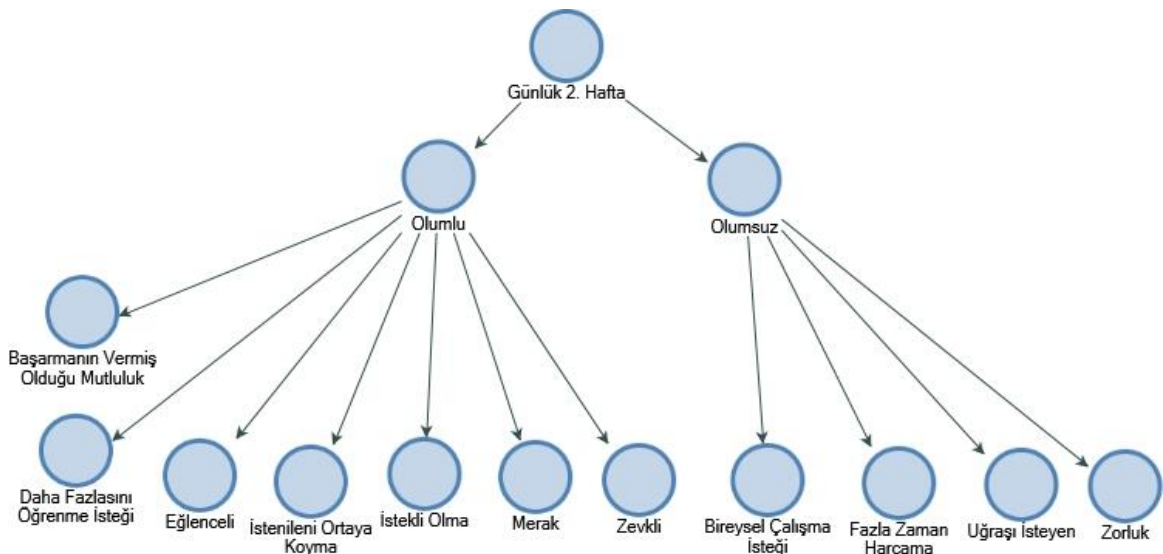 Günlük 2. Hafta
Olumlu
Olumsuz
Başarmanın Vermiş
Olduğu Mutluluk
Daha Fazlasını
Öğrenme İsteği
Eğlenceli
İstenileni Ortaya
Koyma
İstekli Olma
Merak
Zevkli
Bireysel Çalışma
İsteği
Fazla Zaman
Harcama
Uğraşı İsteyen
Zorluk